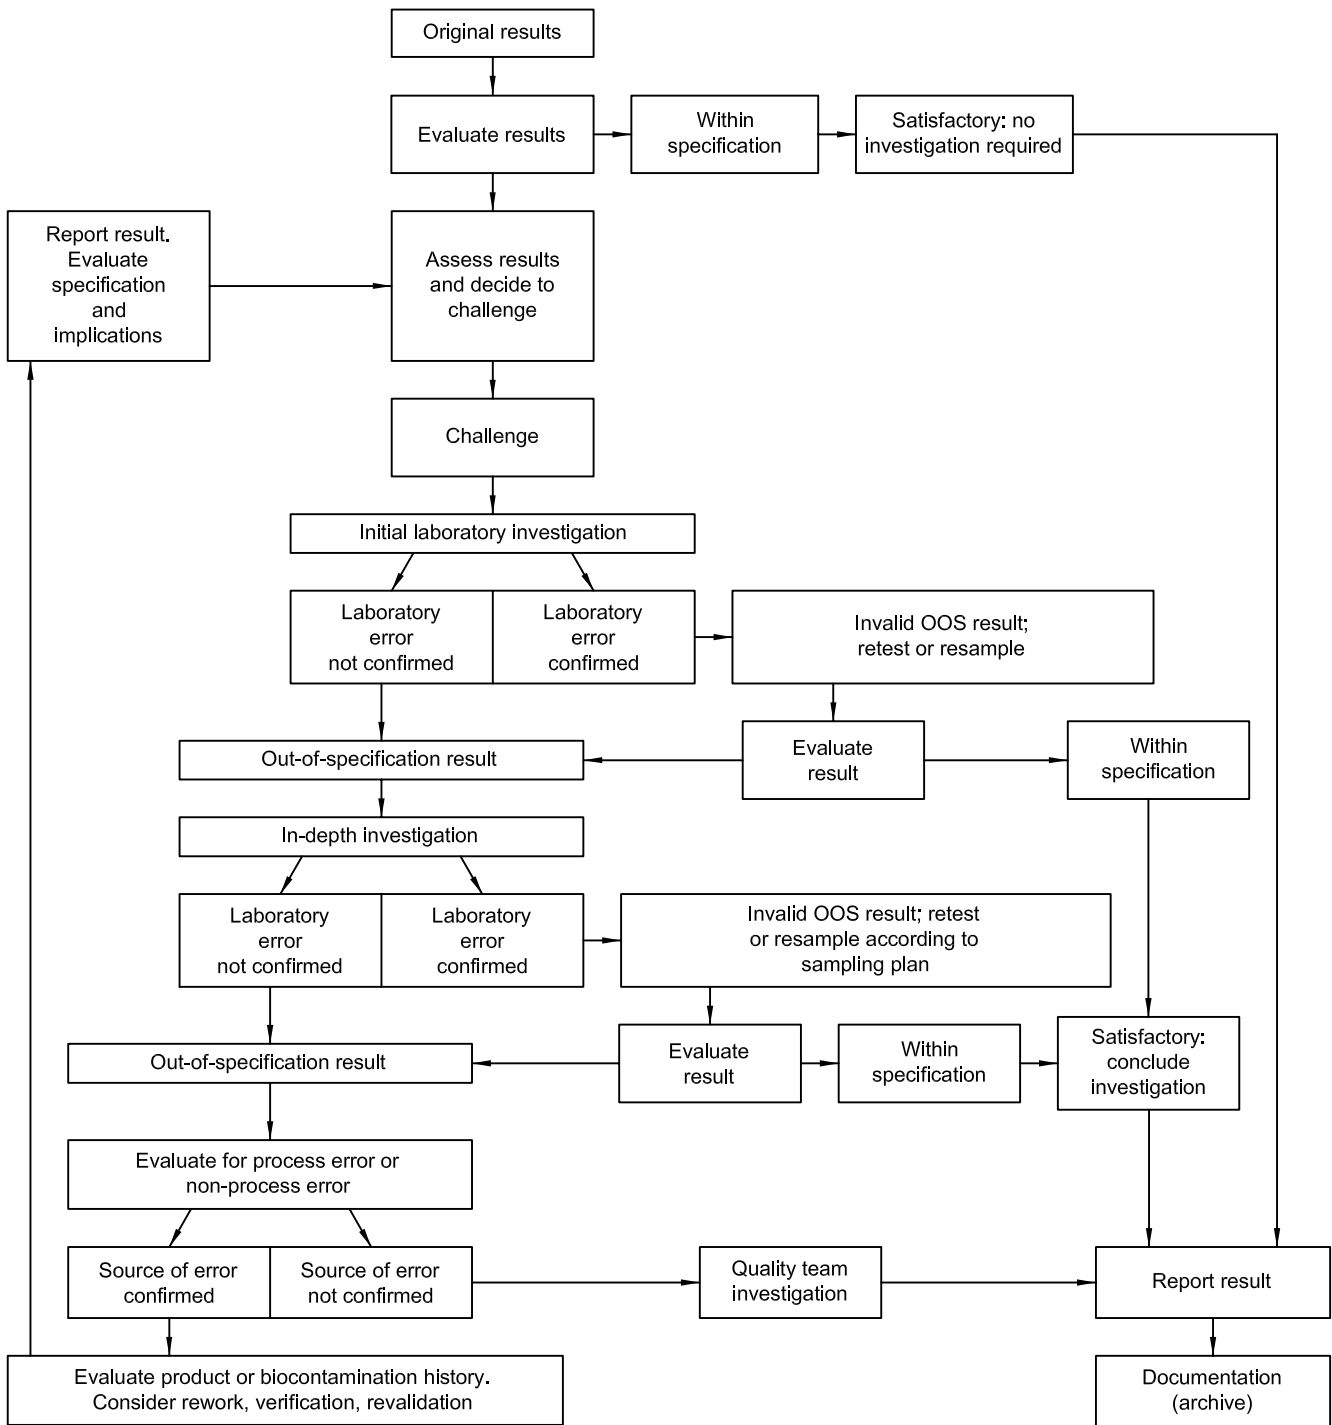 Original results
Evaluate results
Within
specification
Satisfactory: no
investigation required
Report result.
Evaluate
specification
and
implications
Assess results
and decide to
challenge
Challenge
Initial laboratory investigation
Laboratory
error
not confirmed
Laboratory
error
confirmed
Invalid OOS result;
retest or resample
Out-of-specification result
Evaluate
result
Within
specification
In-depth investigation
Laboratory
error
not confirmed
Laboratory
error
confirmed
Invalid OOS result; retest
or resample according to
sampling plan
Out-of-specification result
Evaluate
result
Within
specification
Satisfactory:
conclude
investigation
Evaluate for process error or
non-process error
Source of error
confirmed
Source of error
not confirmed
Quality team
investigation
Report result
Evaluate product or biocontamination history.
Consider rework, verification, revalidation
Documentation
(archive)